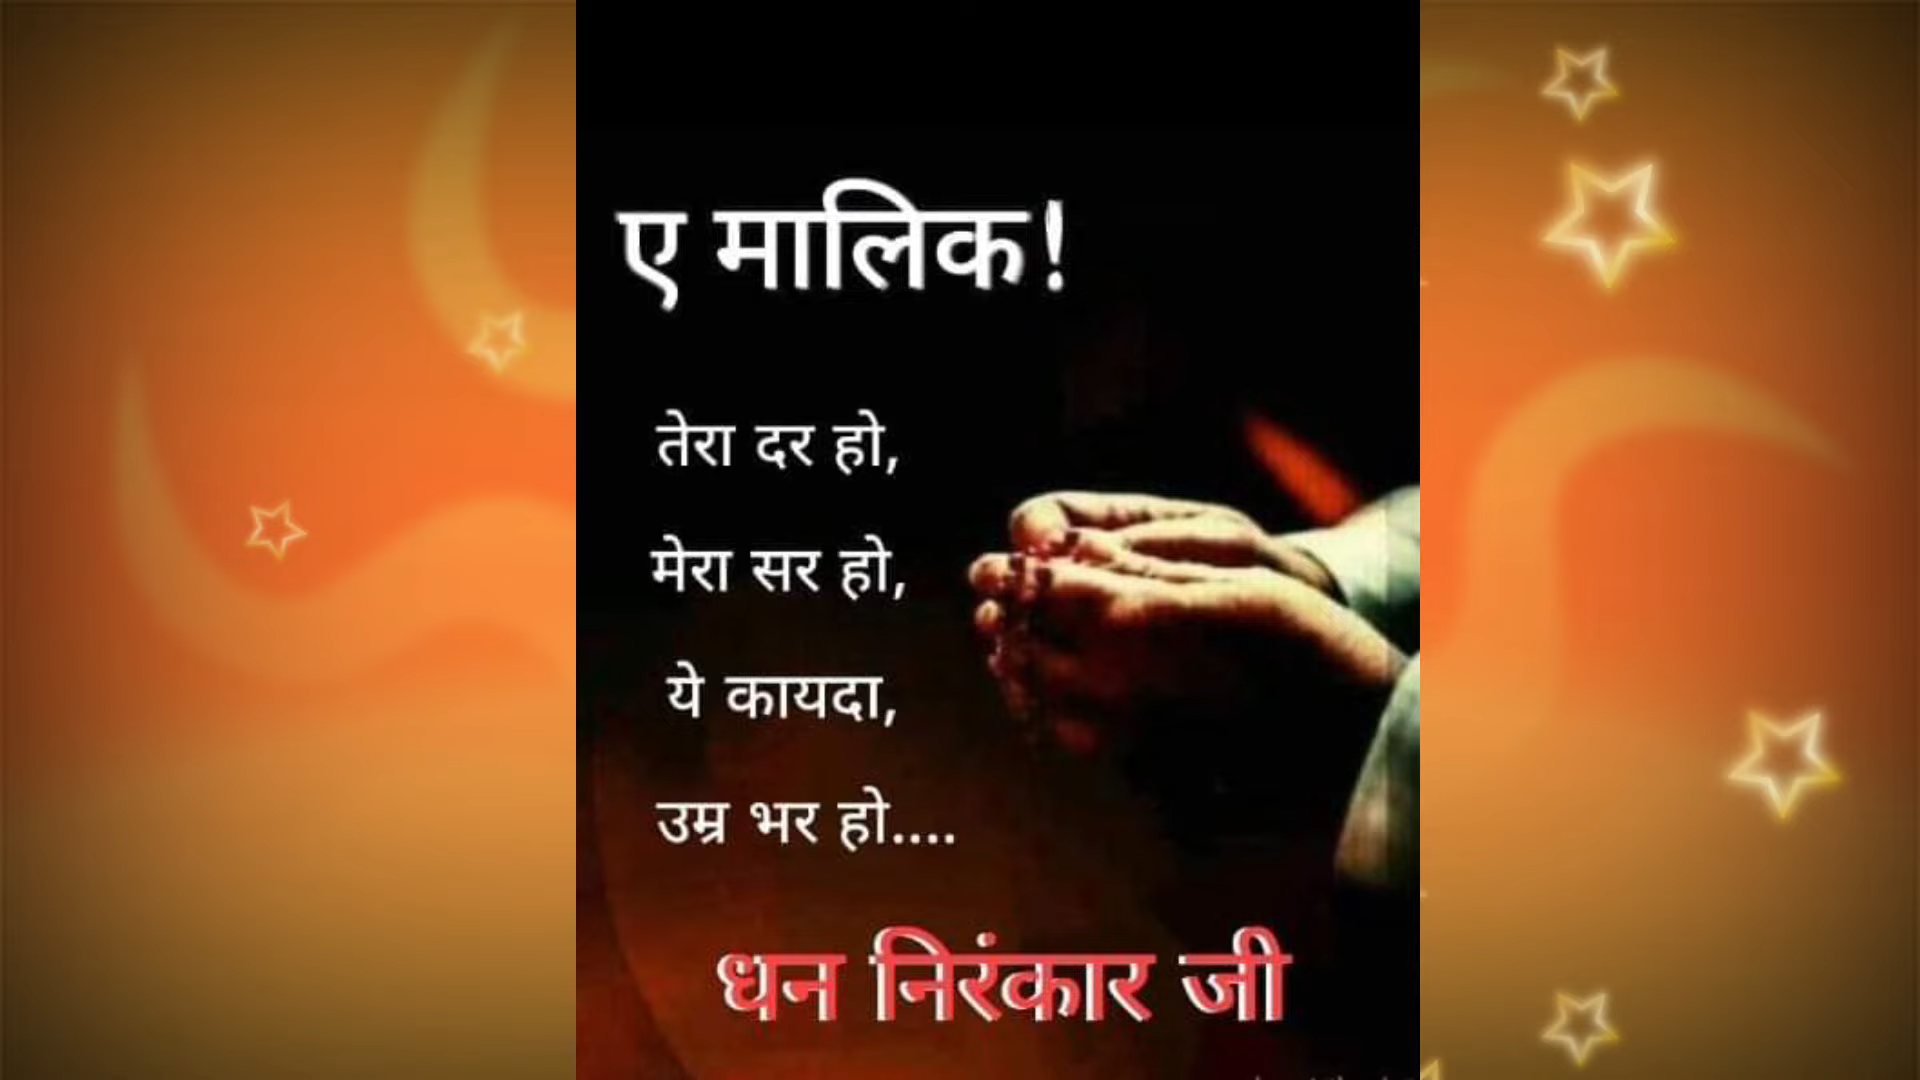 ए मालिक!
तेरा दर हो,
मेरा सर हो,
ये कायदा,
उम्र भर हो....
धन निरंकार जी